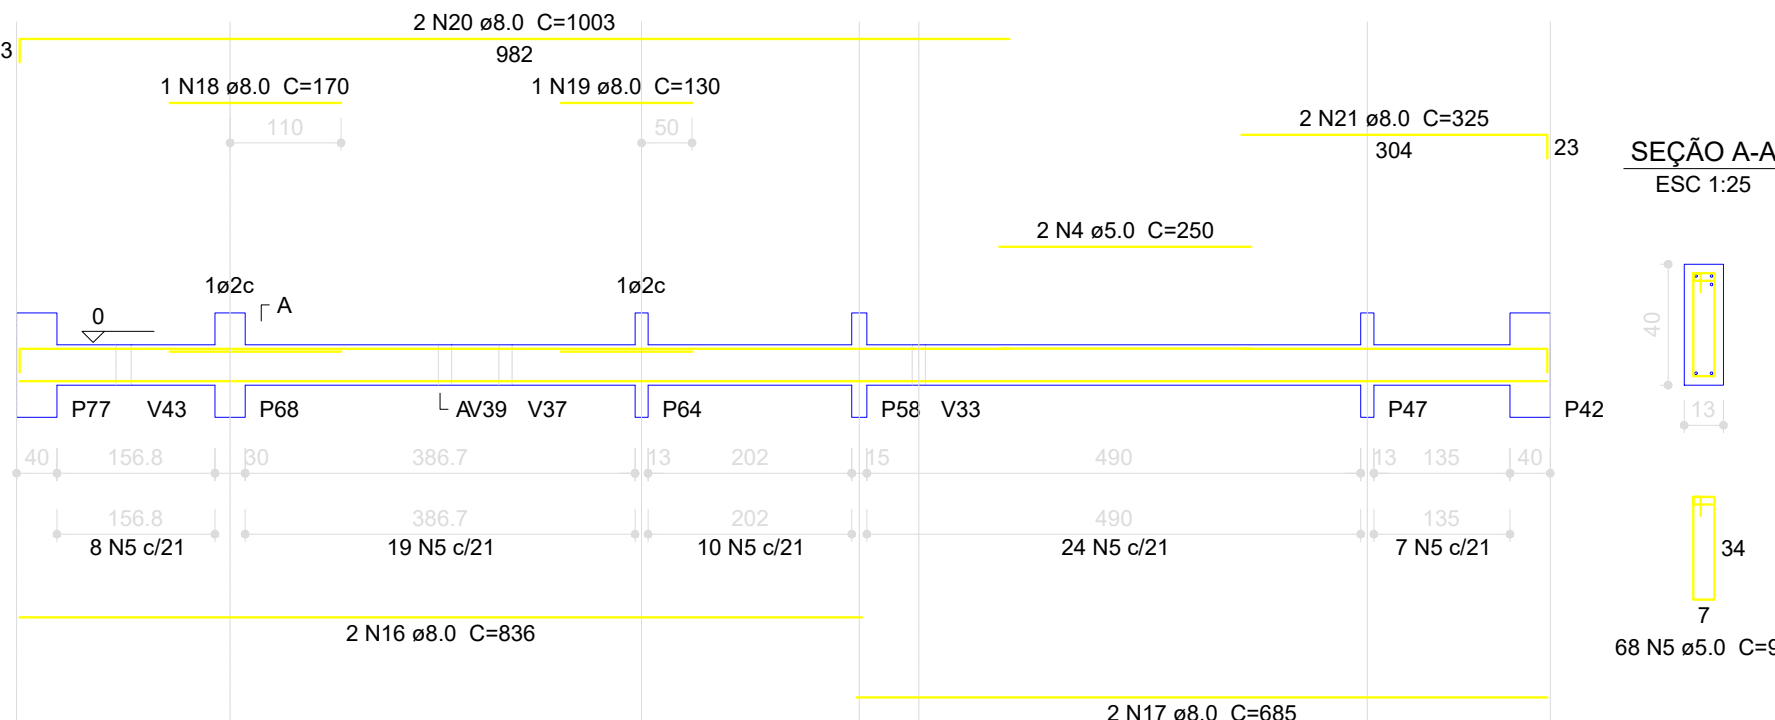 2 N20 ø8.0 C=1003
3
982
1 N18 ø8.0 C=170
1 N19 ø8.0 C=130
110
50
2 N21 ø8.0 C=325
304
23
SEÇÃO A-A
ESC 1:25
2 N4 ø5.0 C=250
1ø2c
1ø2c
A
0
40
13
P77 V43 P68 AV39 V37 P64 P58 V33 P47 P42
40 156.8 30 386.7 13 202 15 490 13 135 40
156.8 386.7 202 490 135
8 N5 c/21 19 N5 c/21 10 N5 c/21 24 N5 c/21 7 N5 c/21
34
7
68 N5 ø5.0 C=9
2 N16 ø8.0 C=836
2 N17 ø8.0 C=685